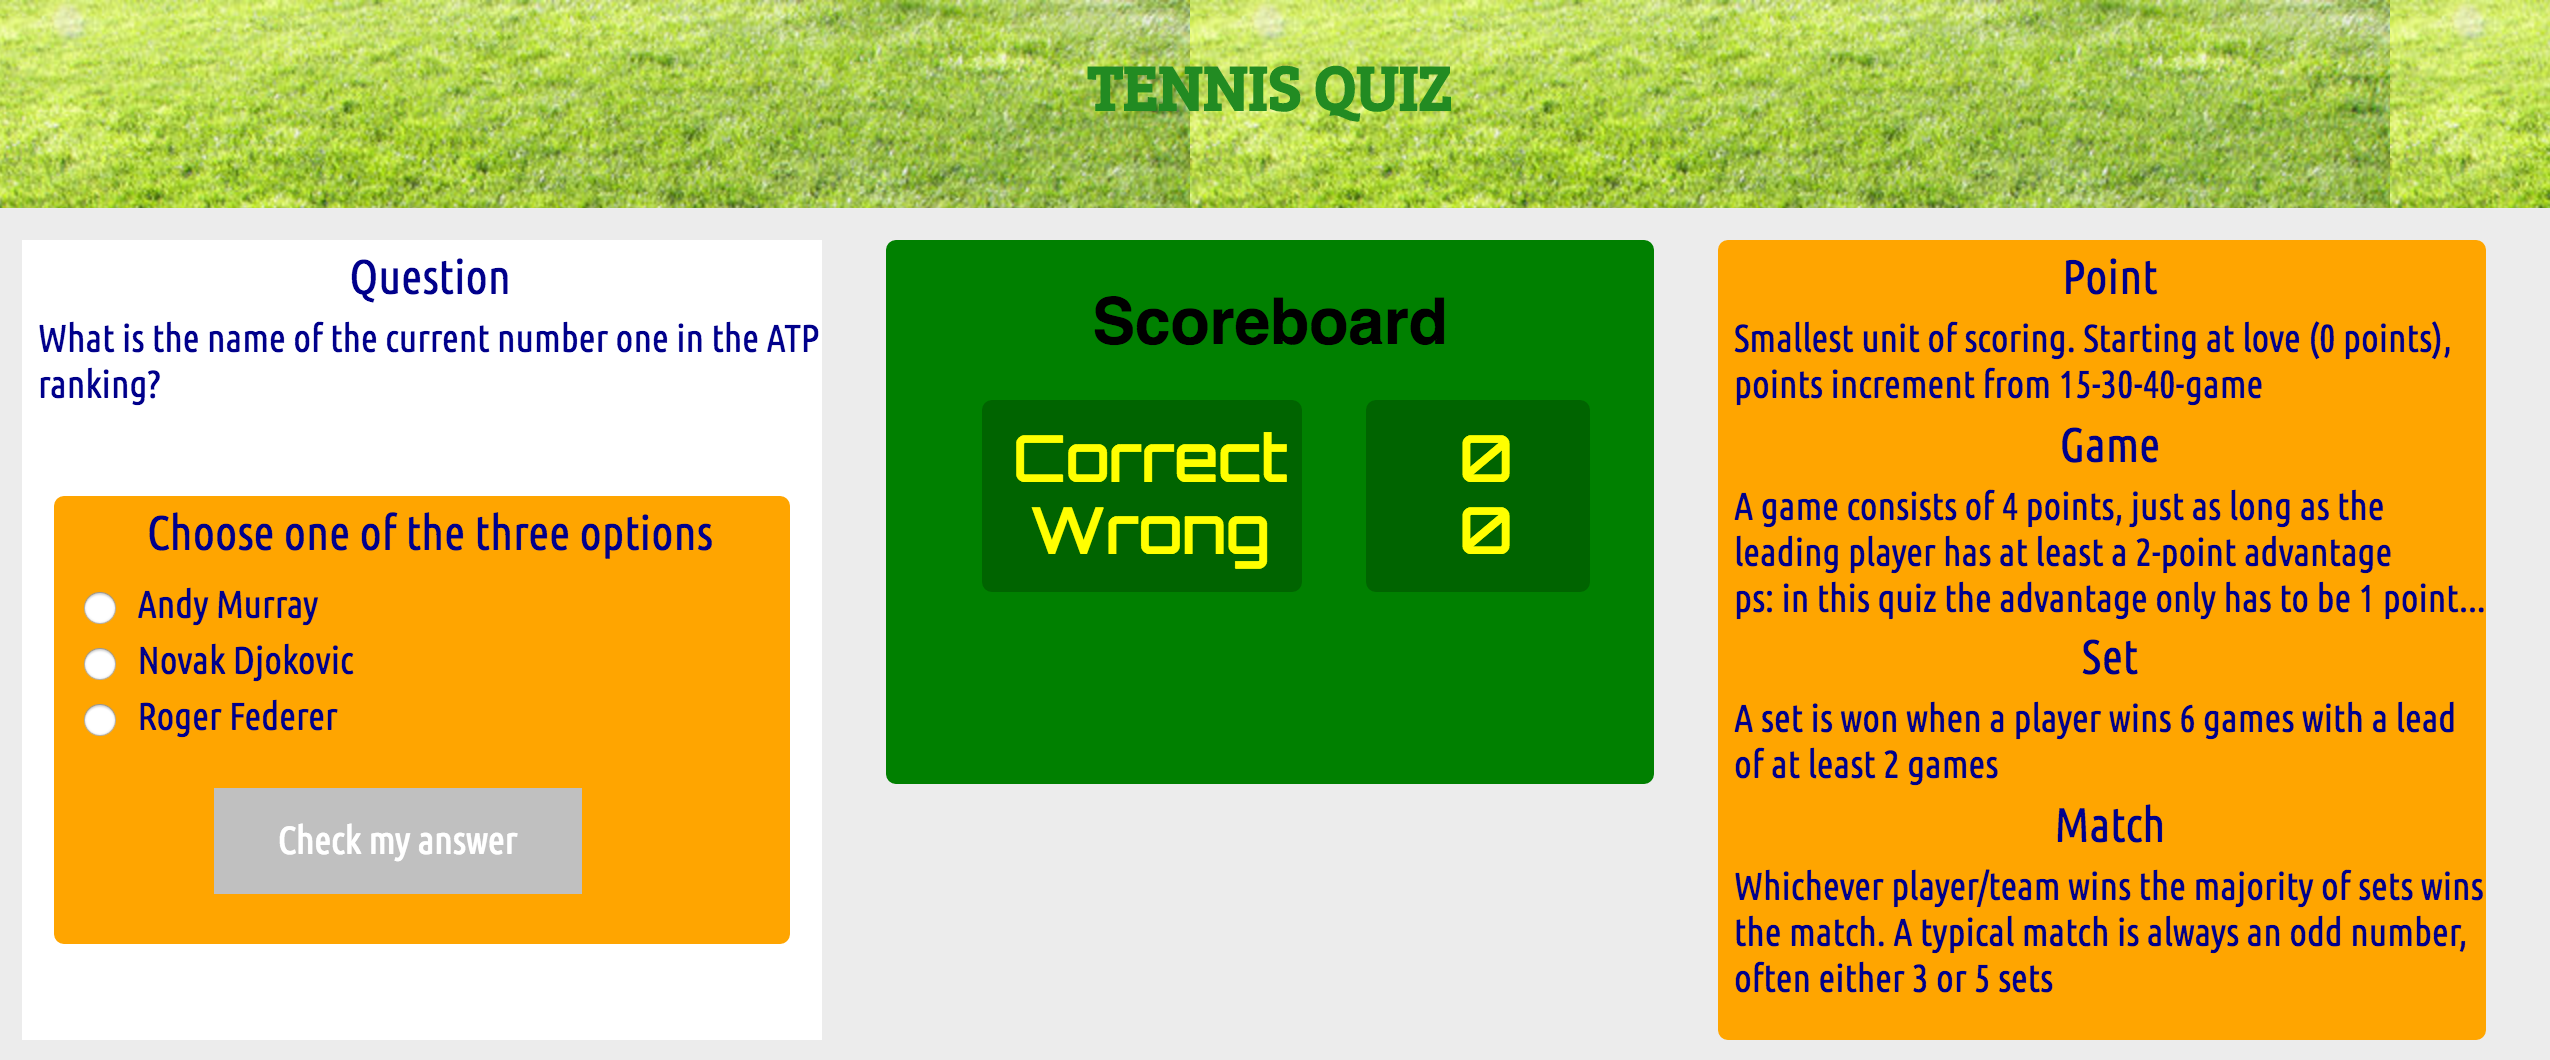 TENNIS QUIZ
Question
What is the name of the current number one in the ATP
ranking?
Choose one of the three options
Andy Murray
Novak Djokovic
Roger Federer
Check my answer
Scoreboard
Correct 0
Wrong 0
Point
Smallest unit of scoring. Starting at love (0 points),
points increment from 15-30-40-game
Game
A game consists of 4 points, just as long as the
leading player has at least a 2-point advantage
ps: in this quiz the advantage only has to be 1 point...
Set
A set is won when a player wins 6 games with a lead
of at least 2 games
Match
Whichever player/team wins the majority of sets wins
the match. A typical match is always an odd number,
often either 3 or 5 sets